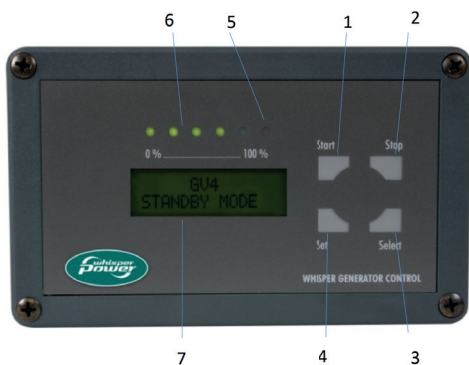 6 5 1 2
Start Stop
0 % 100 %
GV4
STANDBY MODE
Set Select
whisper
power
WHISPER GENERATOR CONTROL
7 4 3